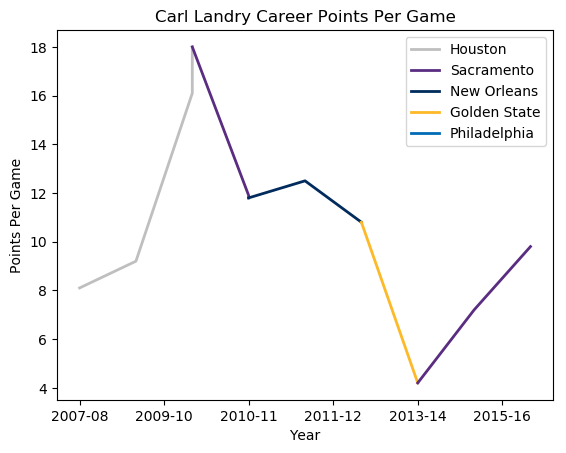 Carl Landry Career Points Per Game
Points Per Game
18
16
14
12
10
8
6
4
Houston
Sacramento
New Orleans
Golden State
Philadelphia
2007-08 2009-10 2010-11 2011-12 2013-14 2015-16
Year